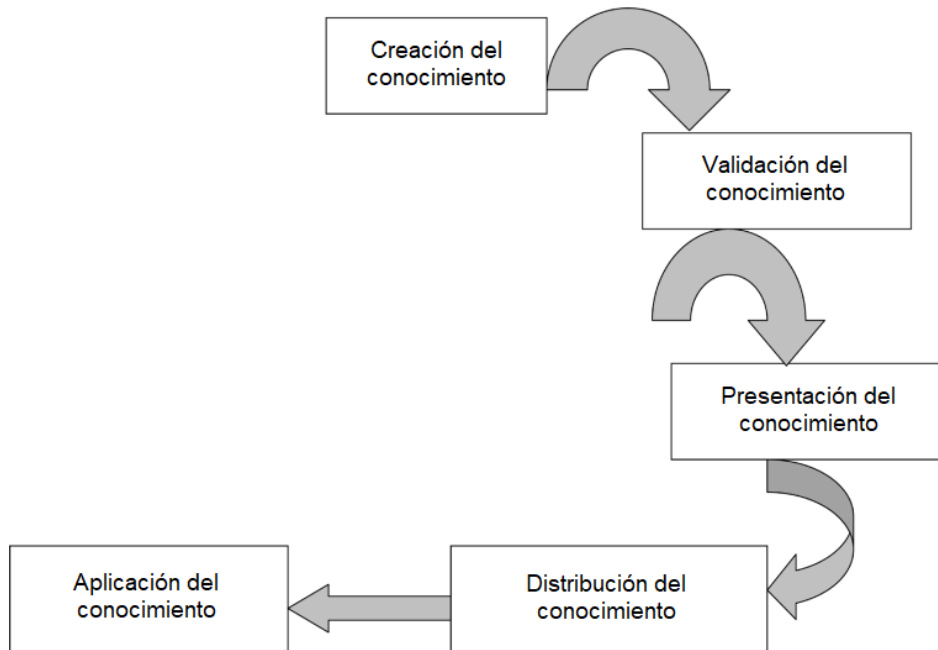 Creación del
conocimiento
Validación del
conocimiento
Presentación del
conocimiento
Distribución del
conocimiento
Aplicación del
conocimiento